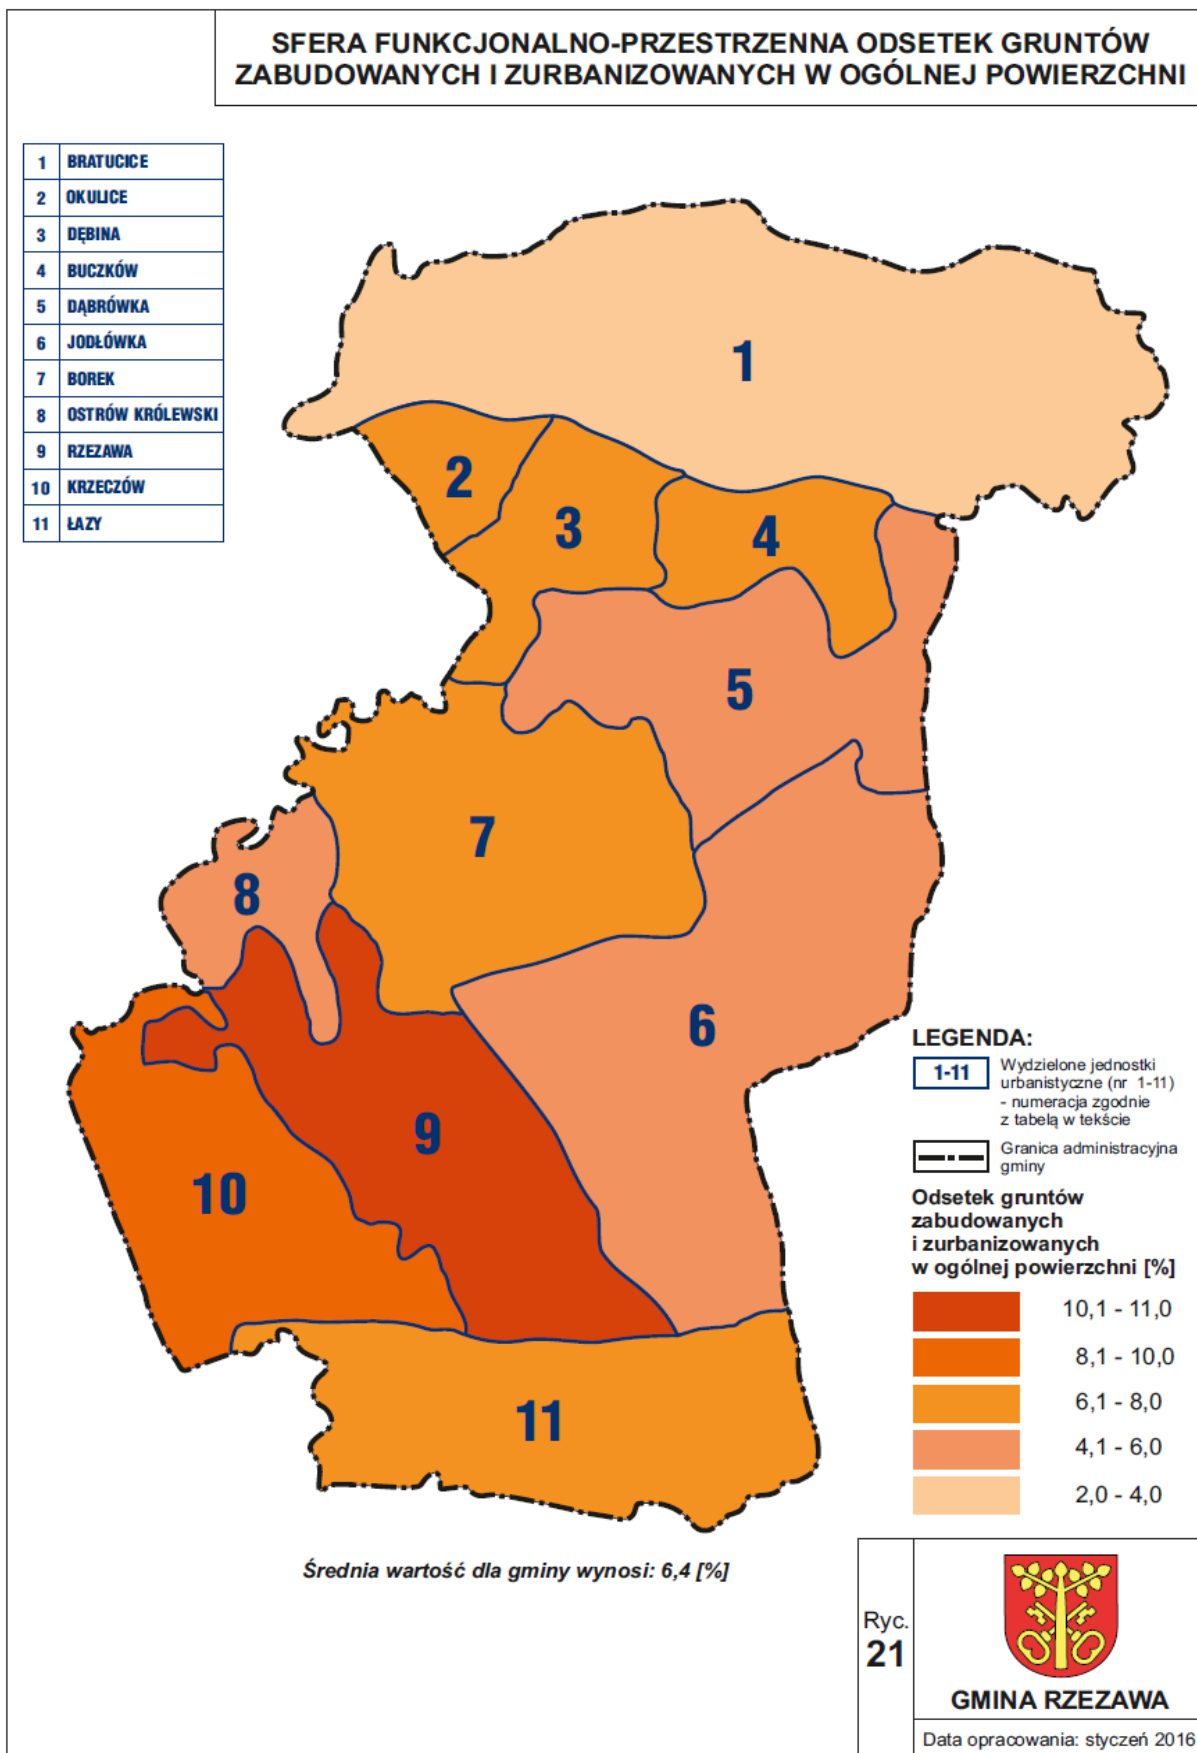 SFERA FUNKCJONALNO-PRZESTRZENNA ODSETEK GRUNTÓW
ZABUDOWANYCH I ZURBANIZOWANYCH W OGÓLNEJ POWIERZCHNI
1 BRATUCICE
2 OKULICE
3 DĘBINA
4 BUCZKÓW
5 DĄBRÓWKA
6 JODŁÓWKA
7 BOREK
8 OSTRÓW KRÓLEWSKI
9 RZEZAWA
10 KRZECZÓW
11 ŁAZY
1
2
3
4
5
7
8
6
9
10
11
LEGENDA:
1-11 Wydzielone jednostki
urbanistyczne (nr 1-11)
- numeracja zgodnie
z tabelą w tekście
Granica administracyjna
gminy
Odsetek gruntów
zabudowanych
i zurbanizowanych
w ogólnej powierzchni [%]
10,1 - 11,0
8,1 - 10,0
6,1 - 8,0
4,1 - 6,0
2,0 - 4,0
Średnia wartość dla gminy wynosi: 6,4 [%]
Ryc.
21
GMINA RZEZAWA
Data opracowania: styczeń 2016